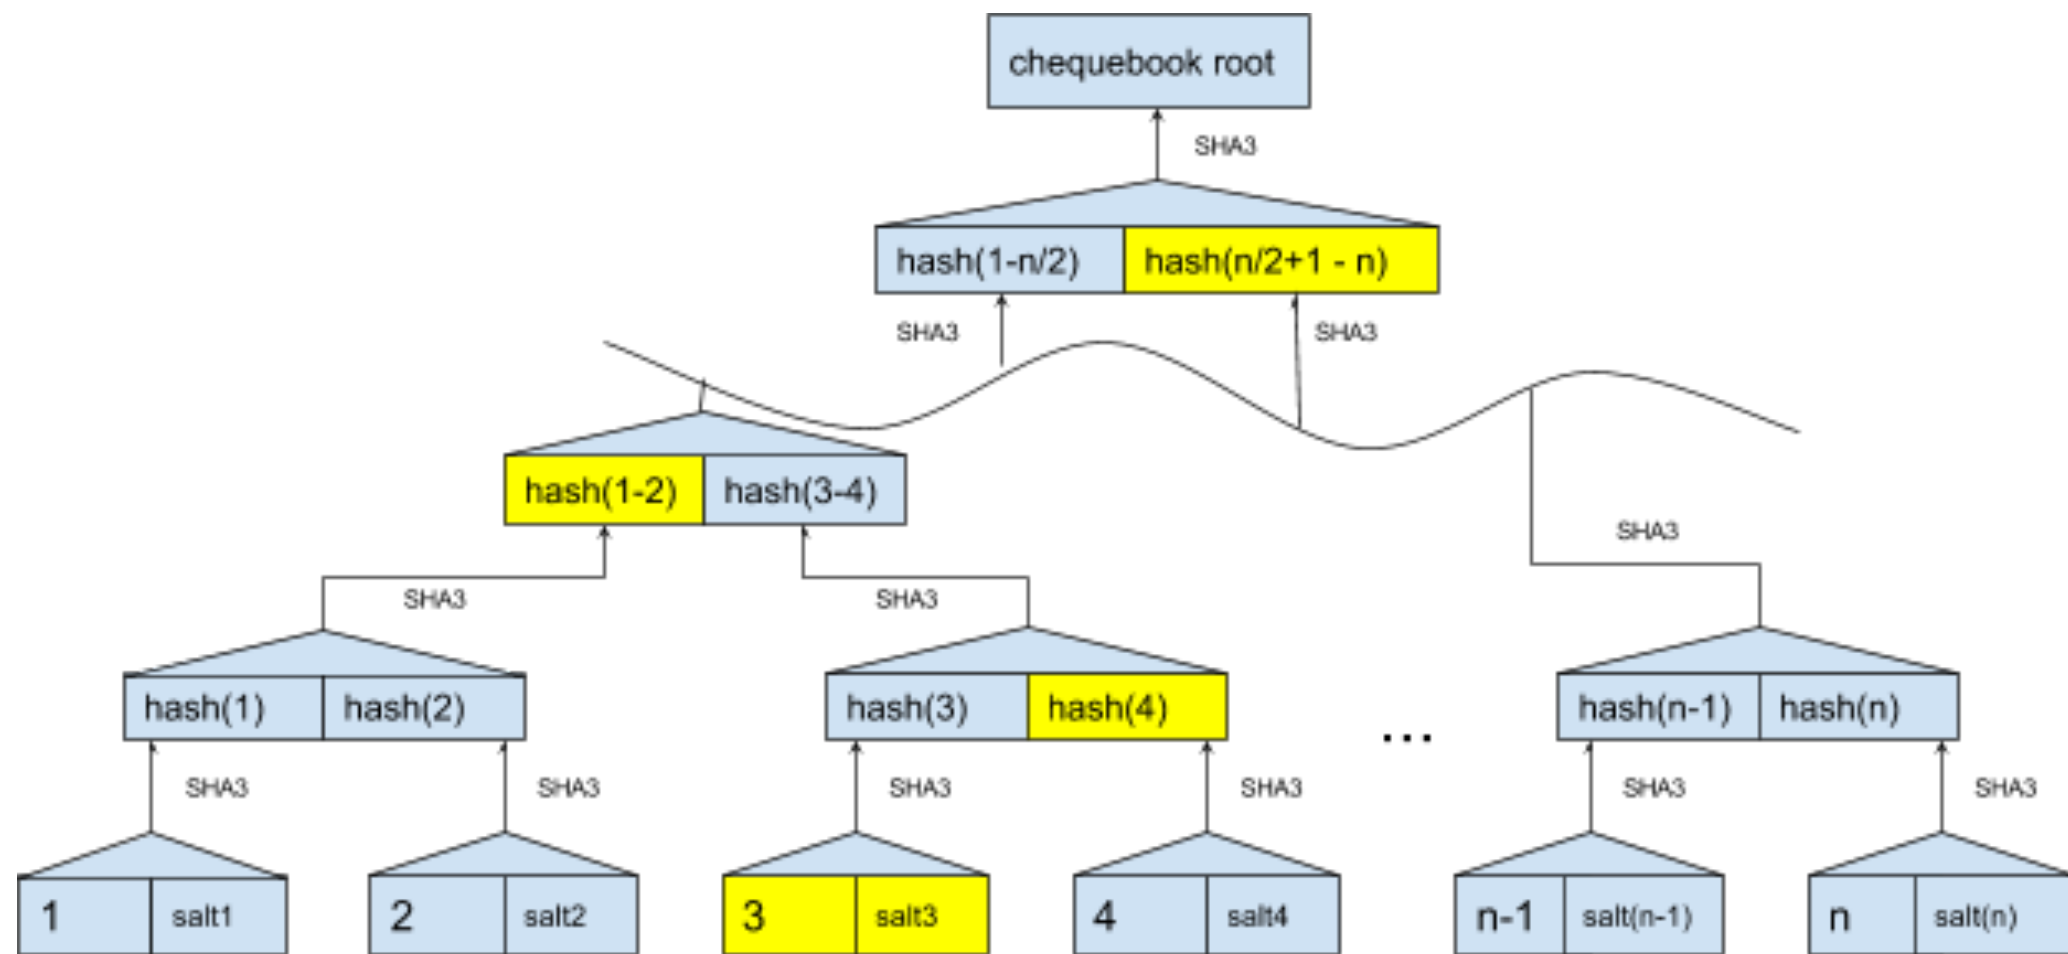 chequebook root
SHA3
hash(1-n/2) hash(n/2+1 - n)
SHA3 SHA3
hash(1-2) hash(3-4)
SHA3
SHA3 SHA3
hash(1) hash(2) hash(3) hash(4) ... hash(n-1) hash(n)
SHA3 SHA3 SHA3 SHA3 SHA3 SHA3
1 salt1 2 salt2 3 salt3 4 salt4 n-1 salt(n-1) n salt(n)